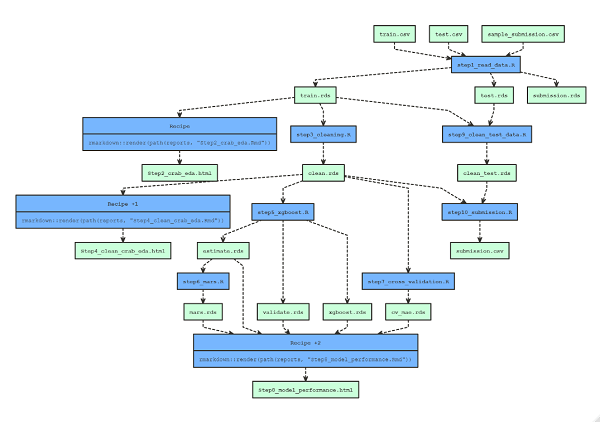 train.csv
test.csv
sample_submission.csv
step1_read_data.R
train.rds
test.rds
submission.rds
Recipe
rmarkdown::render(path(reports, "Step2_crab_eda.Rmd"))
step3_cleaning.R
step9_clean_test_data.R
Step2_crab_eda.html
clean.rds
clean_test.rds
Recipe ~1
rmarkdown::render(path(reports, "Step4_clean_crab_eda.Rmd"))
step5_xgboost.R
step10_submission.R
Step4_clean_crab_eda.html
estimate.rds
submission.csv
step6_mars.R
step7_cross_validation.R
mars.rds
validate.rds
xgboost.rds
cv_mae.rds
Recipe ~2
rmarkdown::render(path(reports, "Step8_model_performance.Rmd"))
Step8_model_performance.html